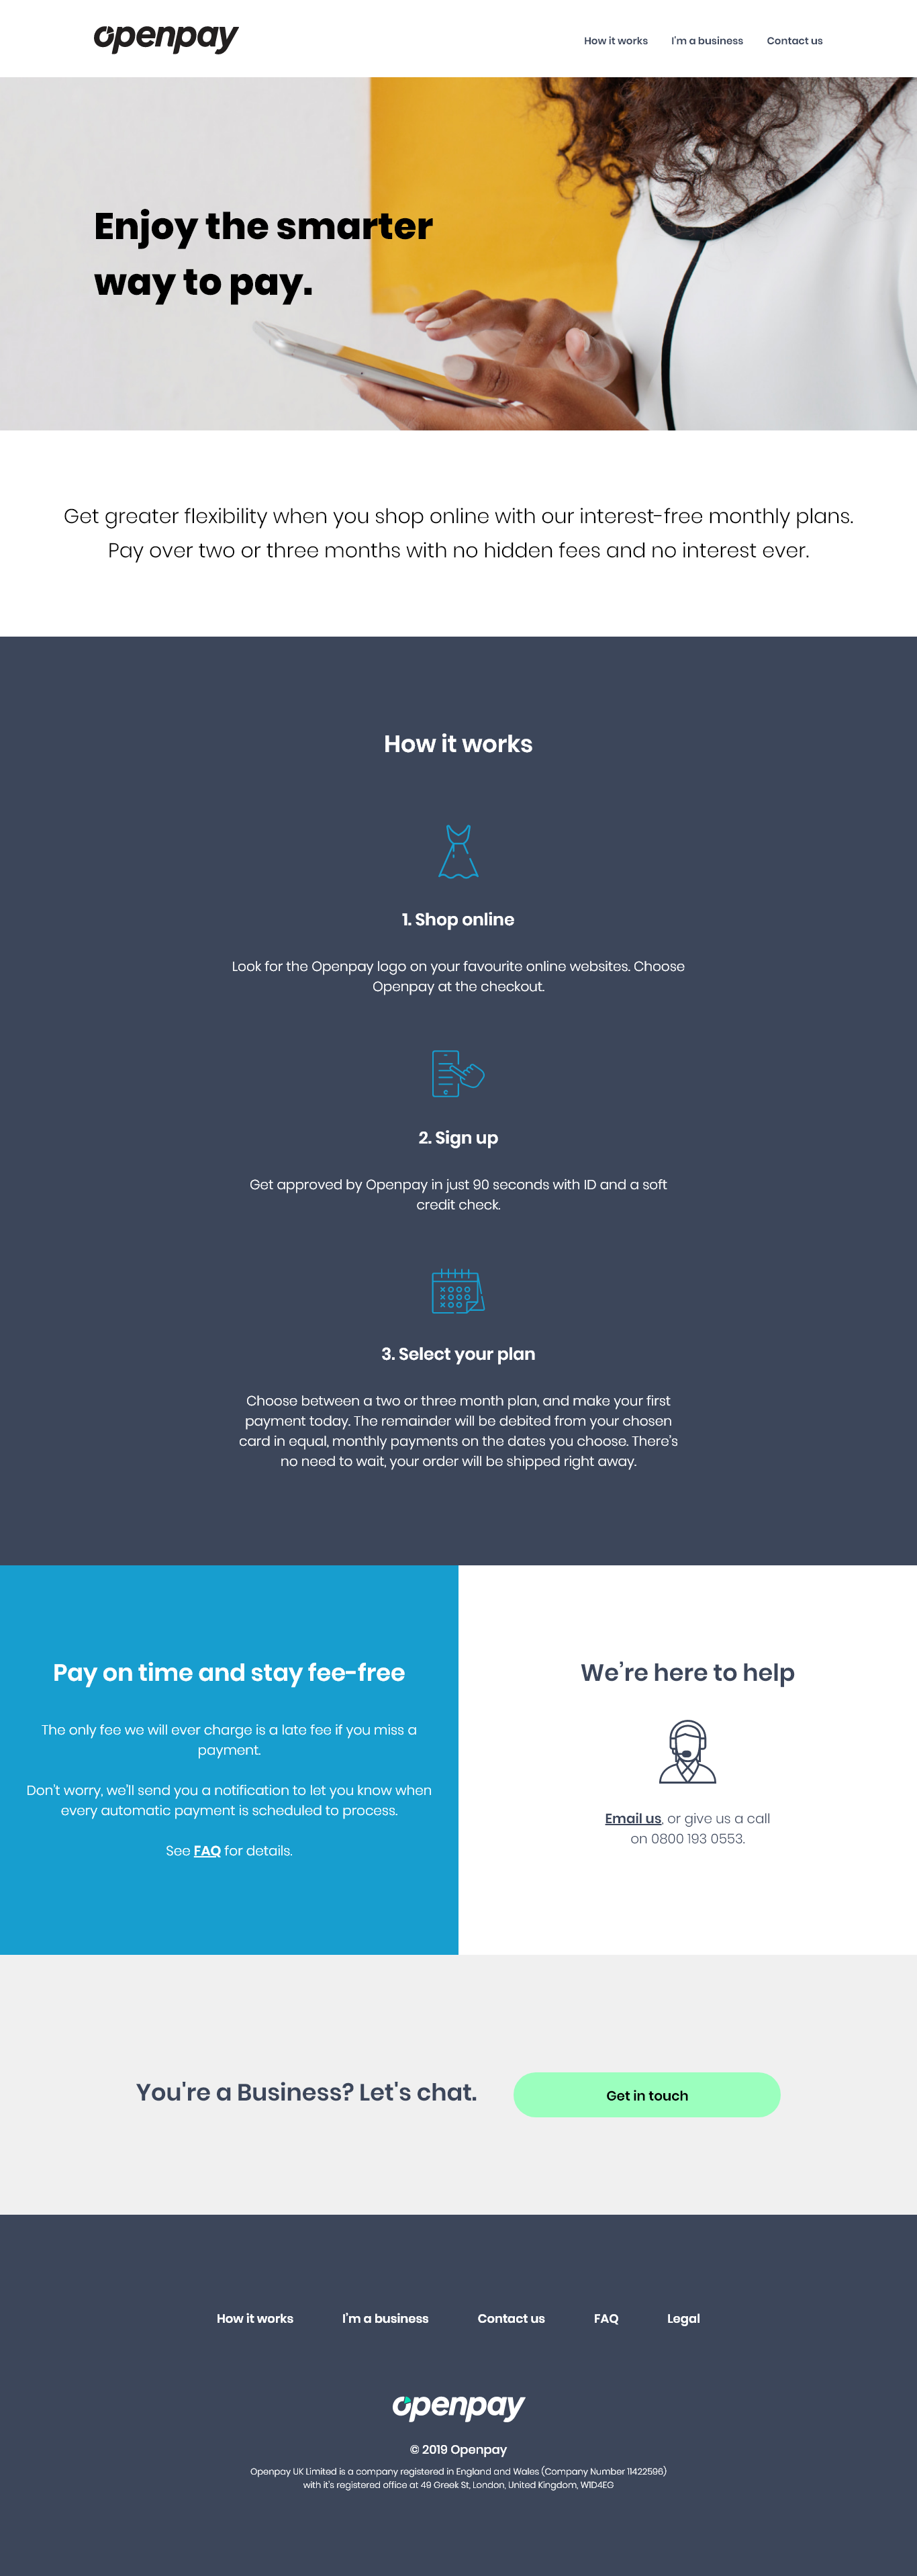 openpay
How it works
I'm a business
Contact us
Enjoy the smarter
way to pay.
Get greater flexibility when you shop online with our interest-free monthly plans.
Pay over two or three months with no hidden fees and no interest ever.
How it works
1. Shop online
Look for the Openpay logo on your favourite online websites. Choose
Openpay at the checkout.
2. Sign up
Get approved by Openpay in just 90 seconds with ID and a soft
credit check.
3. Select your plan
Choose between a two or three month plan, and make your first
payment today. The remainder will be debited from your chosen
card in equal, monthly payments on the dates you choose. There's
no need to wait, your order will be shipped right away.
Pay on time and stay fee-free
The only fee we will ever charge is a late fee if you miss a
payment.
Don't worry, we'll send you a notification to let you know when
every automatic payment is scheduled to process.
See FAQ for details.
We're here to help
Email us, or give us a call
on 0800 193 0553.
You're a Business? Let's chat.
Get in touch
How it works
I'm a business
Contact us
FAQ
Legal
openpay
© 2019 Openpay
Openpay UK Limited is a company registered in England and Wales (Company Number 11422596)
with it's registered office at 49 Greek St, London, United Kingdom, W1D4EG